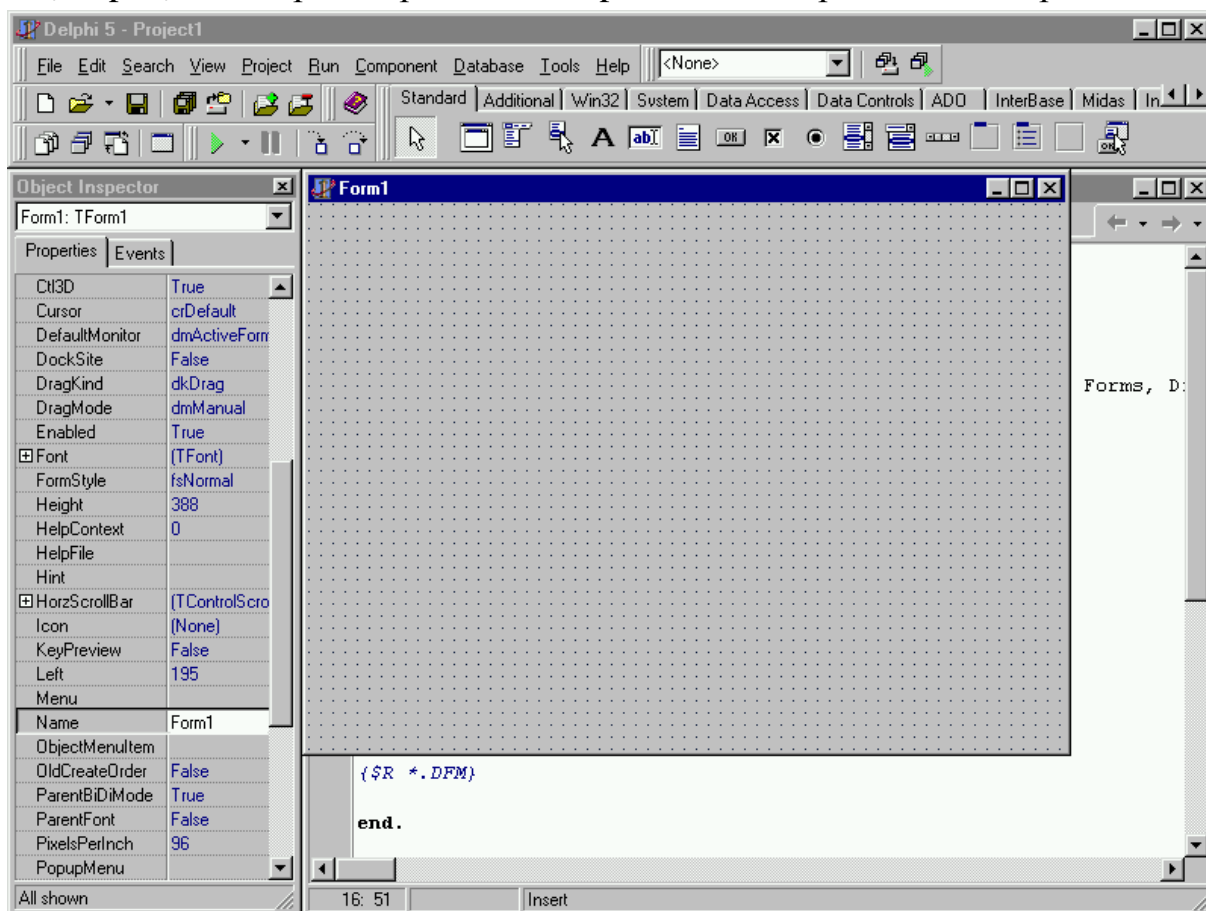 Delphi 5 - Project1
File Edit Search View Project Run Component Database Tools Help <None>
Standard Additional Win32 System Data Access Data Controls ADO InterBase Midas In
A ab OK OK
Object Inspector
Form1: TForm1
Properties Events
Ctl3D True
Cursor crDefault
DefaultMonitor dmActiveForm
DockSite False
DragKind dkDrag
DragMode dmManual
Enabled True
Font (TFont)
FormStyle fsNormal
Height 388
HelpContext 0
HelpFile
Hint
HorzScrollBar (TControlScro
Icon (None)
KeyPreview False
Left 195
Menu
Name Form1
ObjectMenuItem
OldCreateOrder False
ParentBiDiMode True
ParentFont False
PixelsPerInch 96
PopupMenu
All shown
Form1
Forms, D
{$R *.DFM}
end.
16: 51 Insert